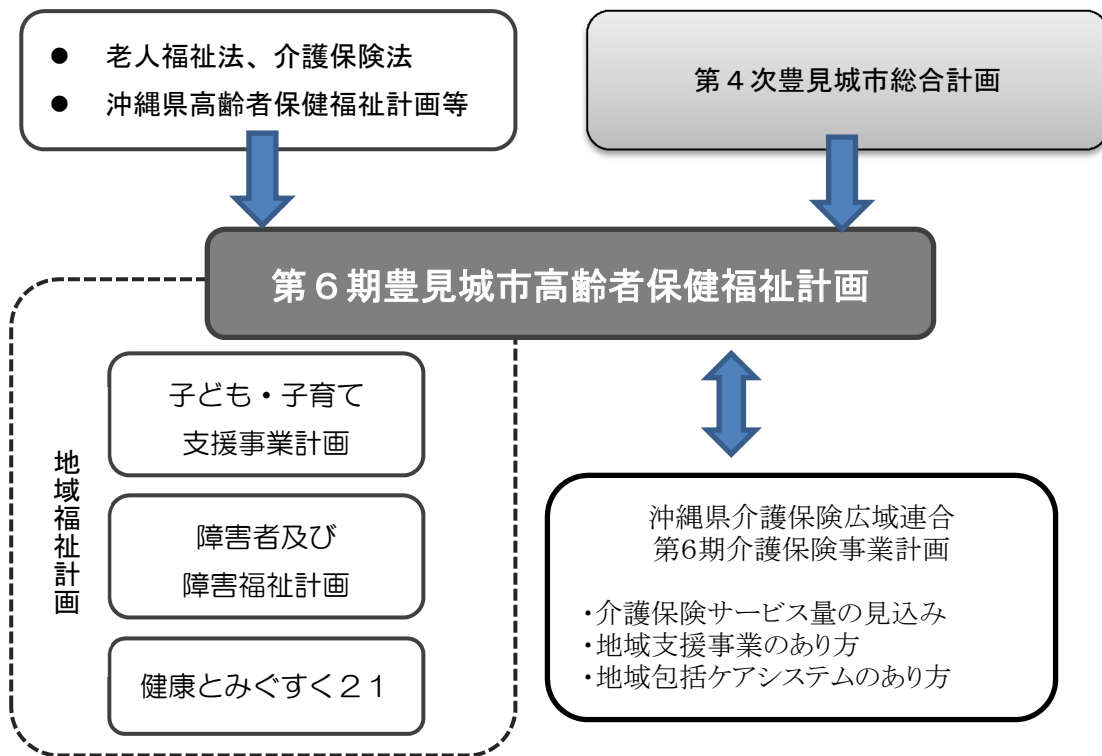 ● 老人福祉法、介護保険法
● 沖縄県高齢者保健福祉計画等
第４次豊見城市総合計画
第６期豊見城市高齢者保健福祉計画
地域福祉計画
子ども・子育て
支援事業計画
障害者及び
障害福祉計画
健康とみぐすく２１
沖縄県介護保険広域連合
第6期介護保険事業計画
・介護保険サービス量の見込み
・地域支援事業のあり方
・地域包括ケアシステムのあり方